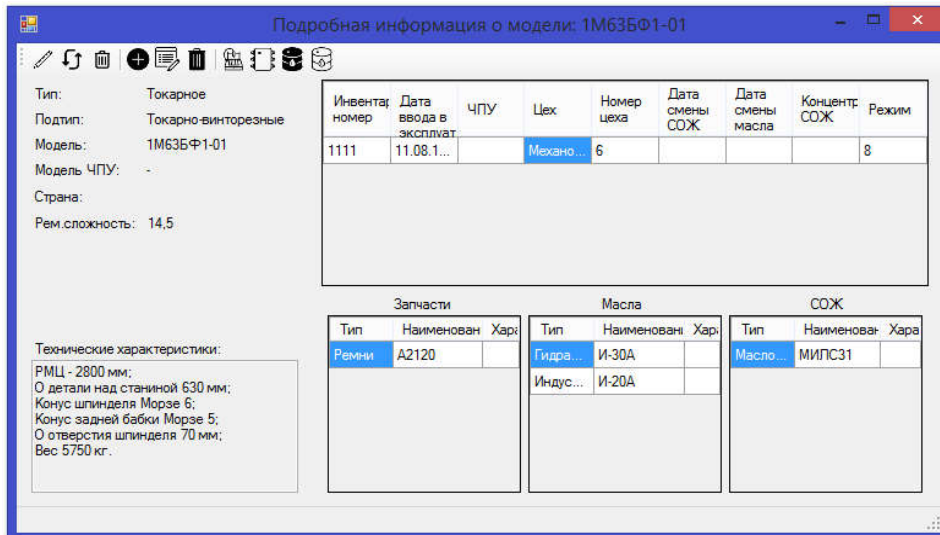 Подробная информация о модели: 1М63БФ1-01
Тип: Токарное
Подтип: Токарно-винторезные
Модель: 1М63БФ1-01
Модель ЧПУ: -
Страна:
Рем.сложность: 14,5
Инвентар номер
Дата ввода в эксплуат
ЧПУ
Цех
Номер цеха
Дата смены СОЖ
Дата смены масла
Концентр СОЖ
Режим
1111 11.08.1... Механо... 6 8
Запчасти
Тип Наименован Хара
Ремни А2120
Масла
Тип Наименовани Хара
Гидра... И-30А
Индус... И-20А
СОЖ
Тип Наименован Хара
Масло... МИЛС31
Технические характеристики:
РМЦ - 2800 мм;
О детали над станиной 630 мм;
Конус шпинделя Морзе 6;
Конус задней бабки Морзе 5;
О отверстия шпинделя 70 мм;
Вес 5750 кг.